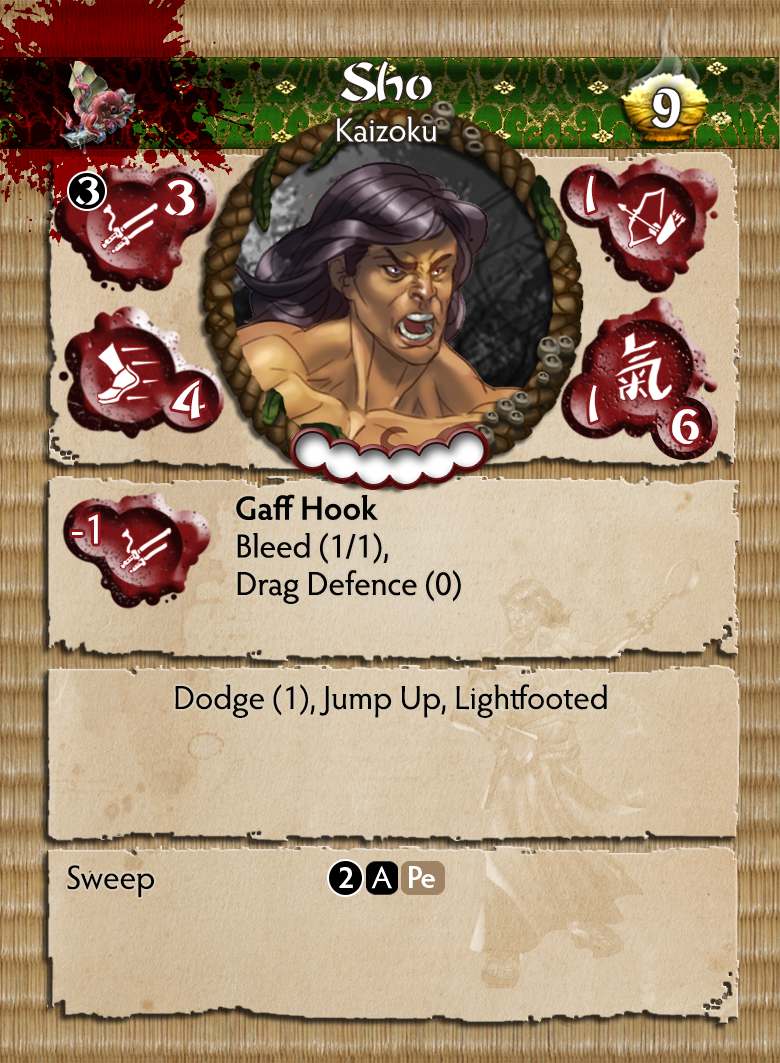 Sho
Kaizoku
9
3 3
1
4
氣
1 6
-1
Gaff Hook
Bleed (1/1),
Drag Defence (0)
Dodge (1), Jump Up, Lightfooted
Sweep 2 A Pe